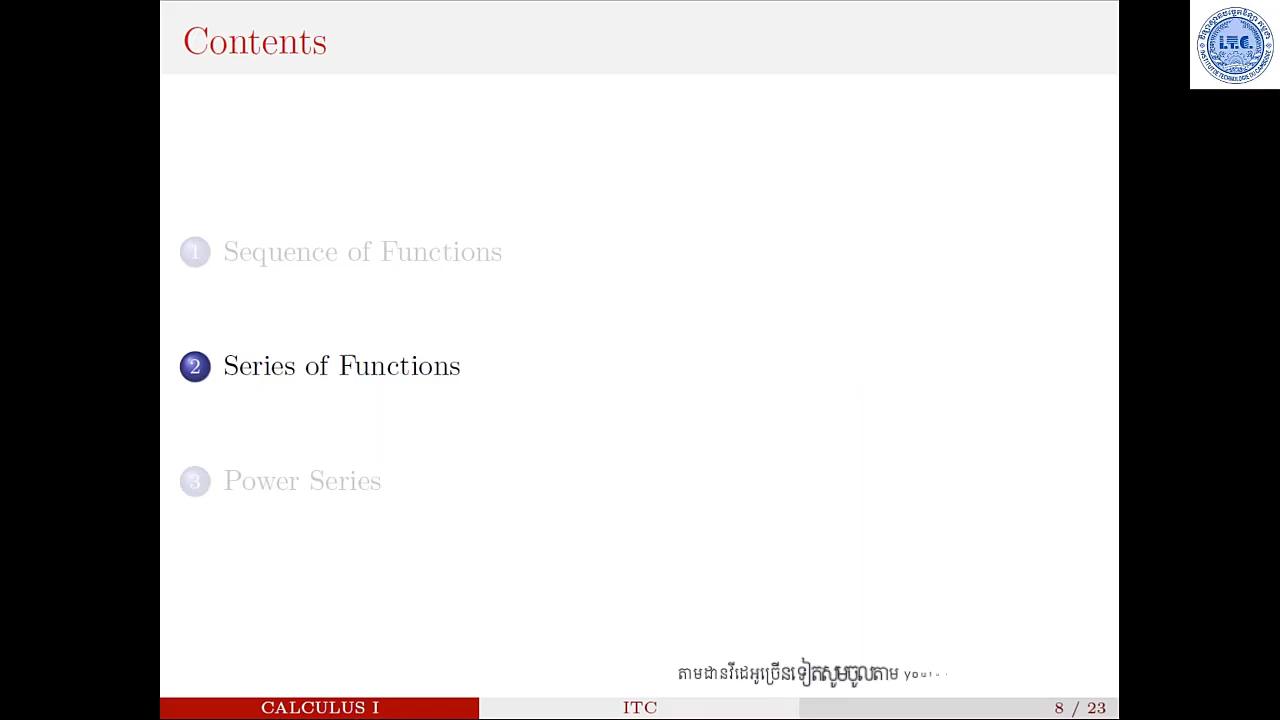 Contents
I.T.C.
1 Sequence of Functions
2 Series of Functions
3 Power Series
តាមដានវីដេអូច្រើនទៀតសូមចូលតាម
CALCULUS I
ITC
8 / 23